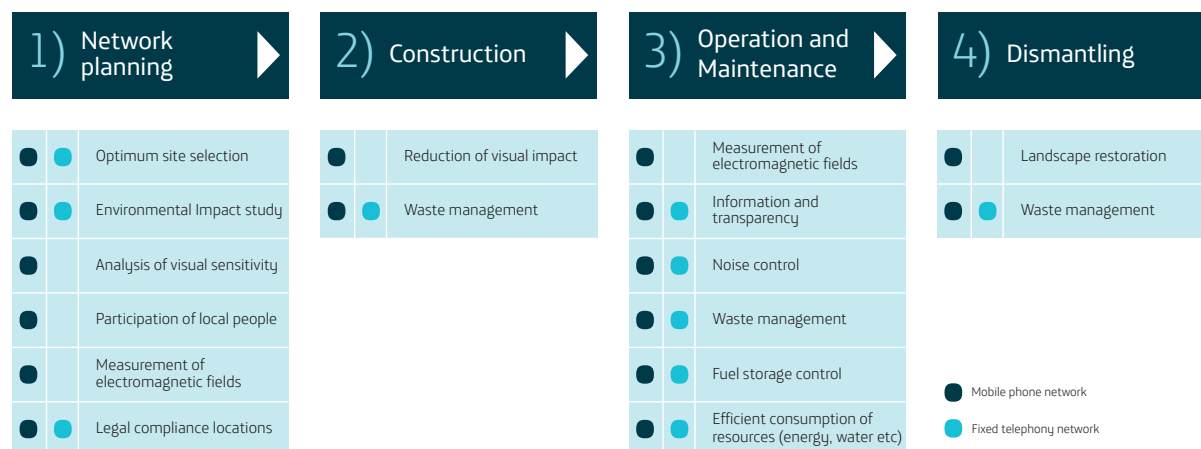 1) Network
planning
2) Construction
3) Operation and
Maintenance
4) Dismantling
Optimum site selection
Environmental Impact study
Analysis of visual sensitivity
Participation of local people
Measurement of
electromagnetic fields
Legal compliance locations
Reduction of visual impact
Waste management
Measurement of
electromagnetic fields
Information and
transparency
Noise control
Waste management
Fuel storage control
Efficient consumption of
resources (energy, water etc)
Landscape restoration
Waste management
Mobile phone network
Fixed telephony network